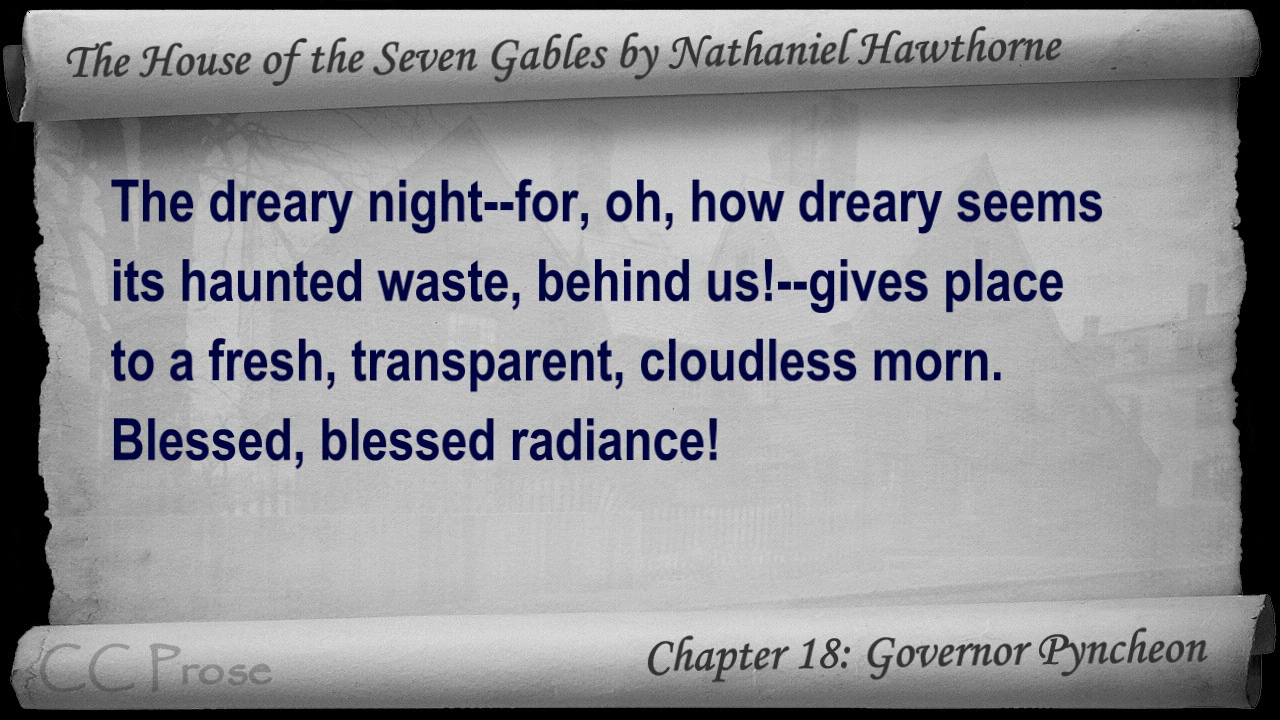 The House of the Seven Gables by Nathaniel Hawthorne
The dreary night--for, oh, how dreary seems
its haunted waste, behind us!--gives place
to a fresh, transparent, cloudless morn.
Blessed, blessed radiance!
CC Prose
Chapter 18: Governor Pyncheon